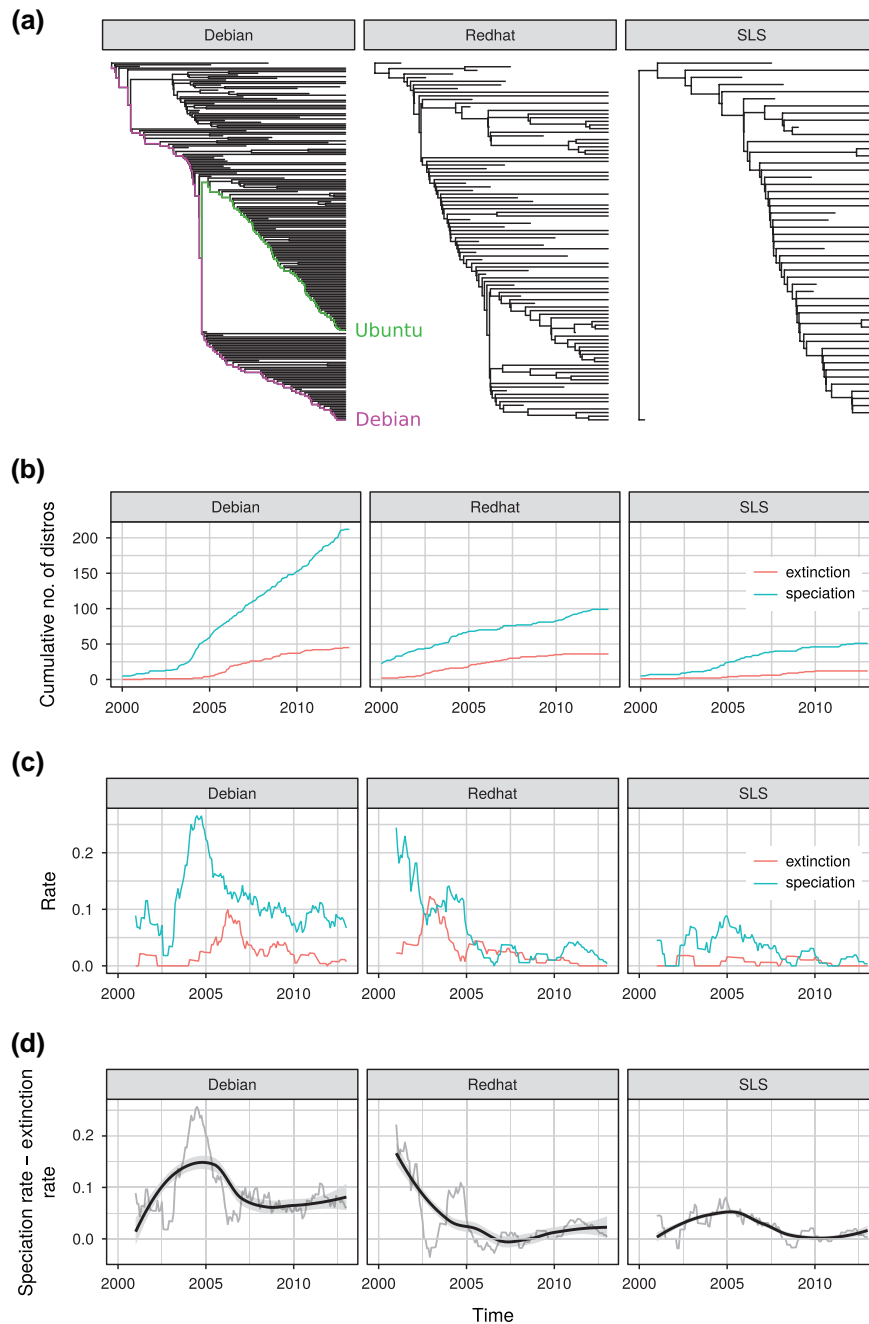 (a)
Debian Redhat SLS
Ubuntu
Debian
(b)
Debian Redhat SLS
Cumulative no. of distros
200
150
100
50
0
extinction
speciation
2000 2005 2010 2000 2005 2010 2000 2005 2010
(c)
Debian Redhat SLS
Rate
0.2
0.1
0.0
extinction
speciation
2000 2005 2010 2000 2005 2010 2000 2005 2010
(d)
Debian Redhat SLS
Speciation rate – extinction
rate
0.2
0.1
0.0
2000 2005 2010 2000 2005 2010 2000 2005 2010
Time